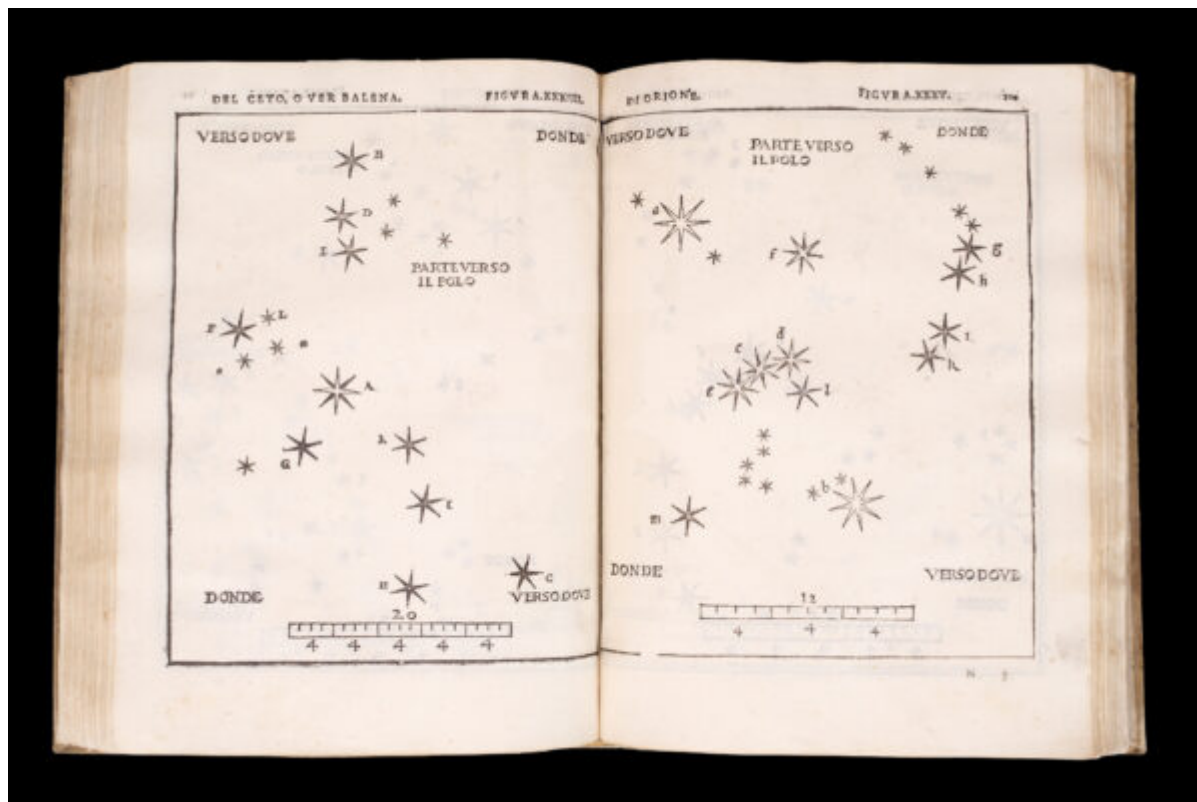 DEL CETO, O VER BALENA. FIGVRA.XXXIIII.
VERSO DOVE DONDE
B
D
PARTE VERSO
IL POLO
F L
A
G
C
DONDE VERSO DOVE
20
4 4 4 4 4
DI ORIONE. FIGVRA.XXXV.
VERSO DOVE DONDE
PARTE VERSO
IL POLO
f g
h
d
c
e l
b
m
DONDE VERSO DOVE
12
4 4 4